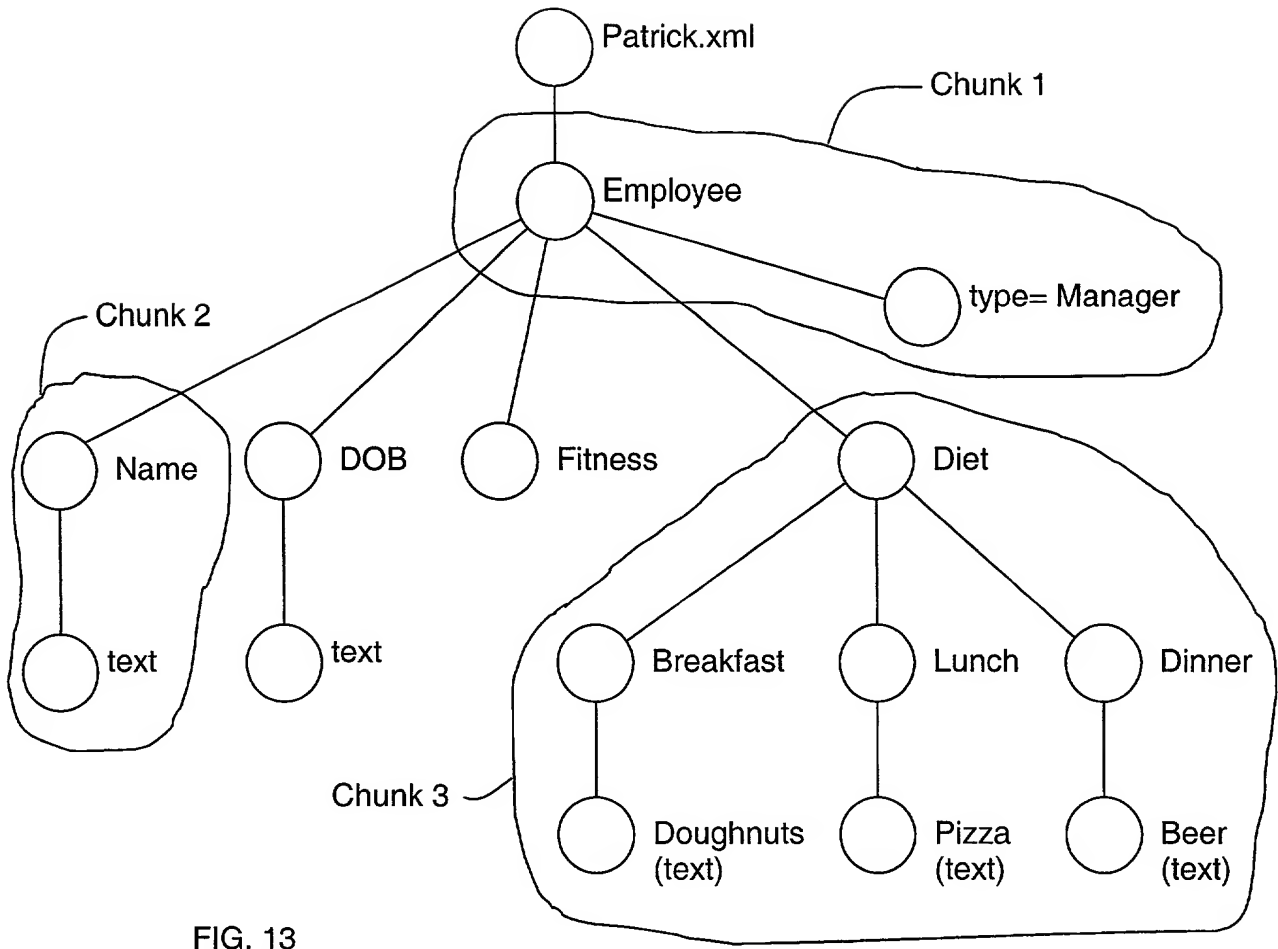 Patrick.xml
Chunk 1
Employee
type= Manager
Chunk 2
Name
DOB
Fitness
Diet
text
text
Breakfast
Lunch
Dinner
Chunk 3
Doughnuts
(text)
Pizza
(text)
Beer
(text)
FIG. 13